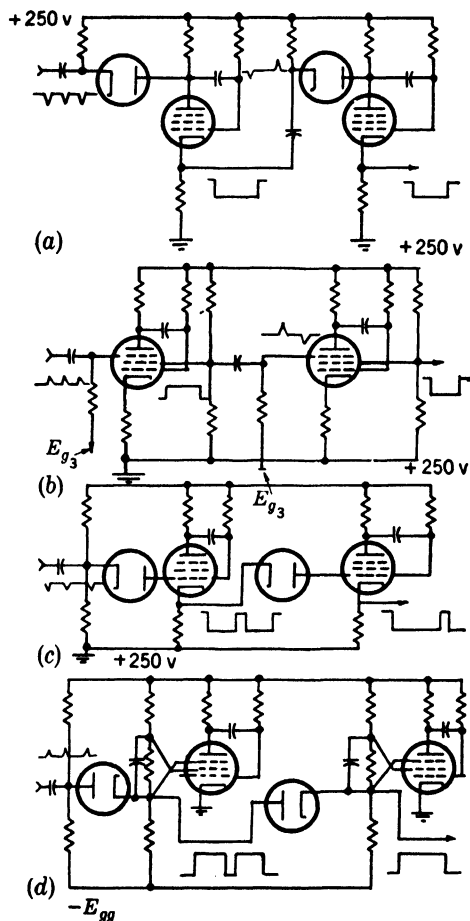 +250 v
(a)
+250 v
E_{g_3}
(b)
E_{g_3}
+250 v
(c)
+250 v
(d)
-E_{gg}